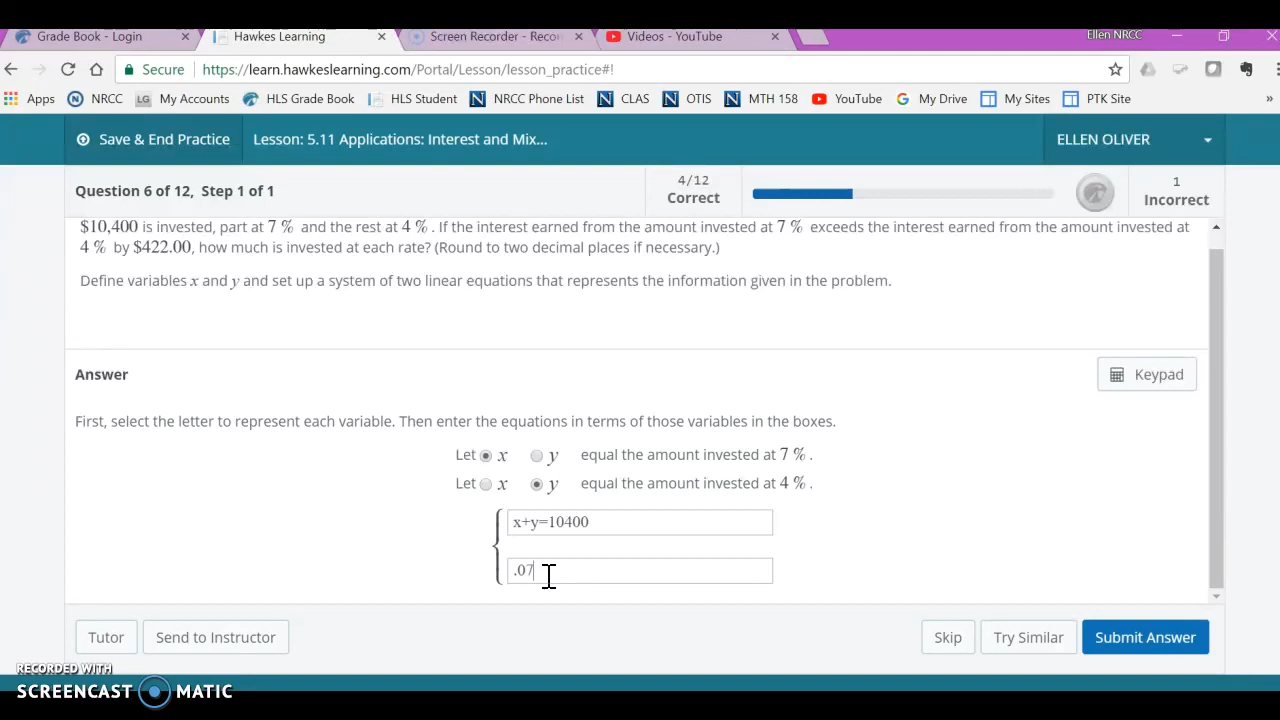 Grade Book - Login
Hawkes Learning
Screen Recorder - Recor
Videos - YouTube
Ellen NRCC
Secure
https://learn.hawkeslearning.com/Portal/Lesson/lesson_practice#!
Apps
NRCC
LG My Accounts
HLS Grade Book
HLS Student
NRCC Phone List
CLAS
OTIS
MTH 158
YouTube
My Drive
My Sites
PTK Site
»
Save & End Practice
Lesson: 5.11 Applications: Interest and Mix...
ELLEN OLIVER
Question 6 of 12, Step 1 of 1
4/12
Correct
1
Incorrect
$10,400 is invested, part at 7 % and the rest at 4 % . If the interest earned from the amount invested at 7 % exceeds the interest earned from the amount invested at
4 % by $422.00, how much is invested at each rate? (Round to two decimal places if necessary.)
Define variables x and y and set up a system of two linear equations that represents the information given in the problem.
Answer
Keypad
First, select the letter to represent each variable. Then enter the equations in terms of those variables in the boxes.
Let x y equal the amount invested at 7 % .
Let x y equal the amount invested at 4 % .
x+y=10400
.07
Tutor
Send to Instructor
Skip
Try Similar
Submit Answer
RECORDED WITH
SCREENCAST MATIC